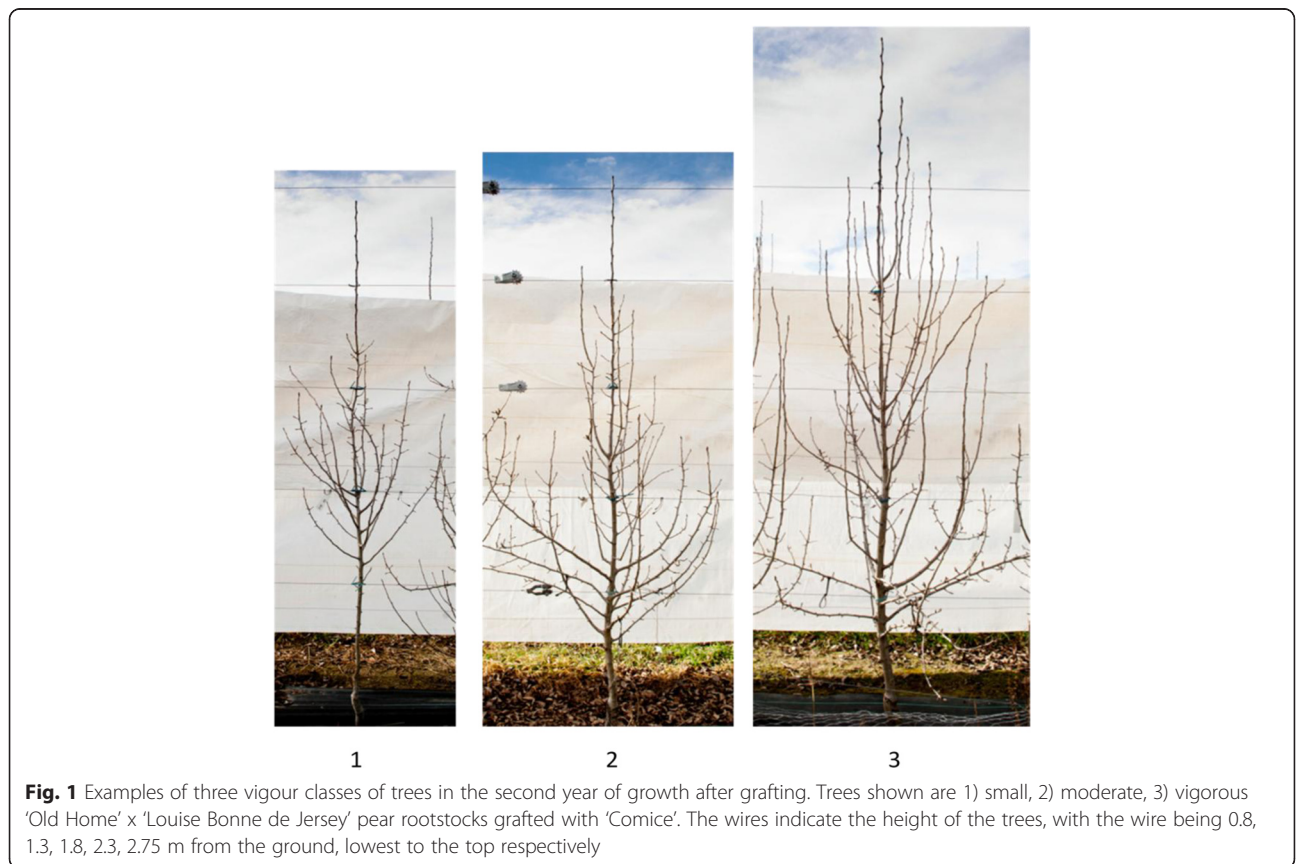 1 2 3
Fig. 1 Examples of three vigour classes of trees in the second year of growth after grafting. Trees shown are 1) small, 2) moderate, 3) vigorous
'Old Home' x 'Louise Bonne de Jersey' pear rootstocks grafted with 'Comice'. The wires indicate the height of the trees, with the wire being 0.8,
1.3, 1.8, 2.3, 2.75 m from the ground, lowest to the top respectively